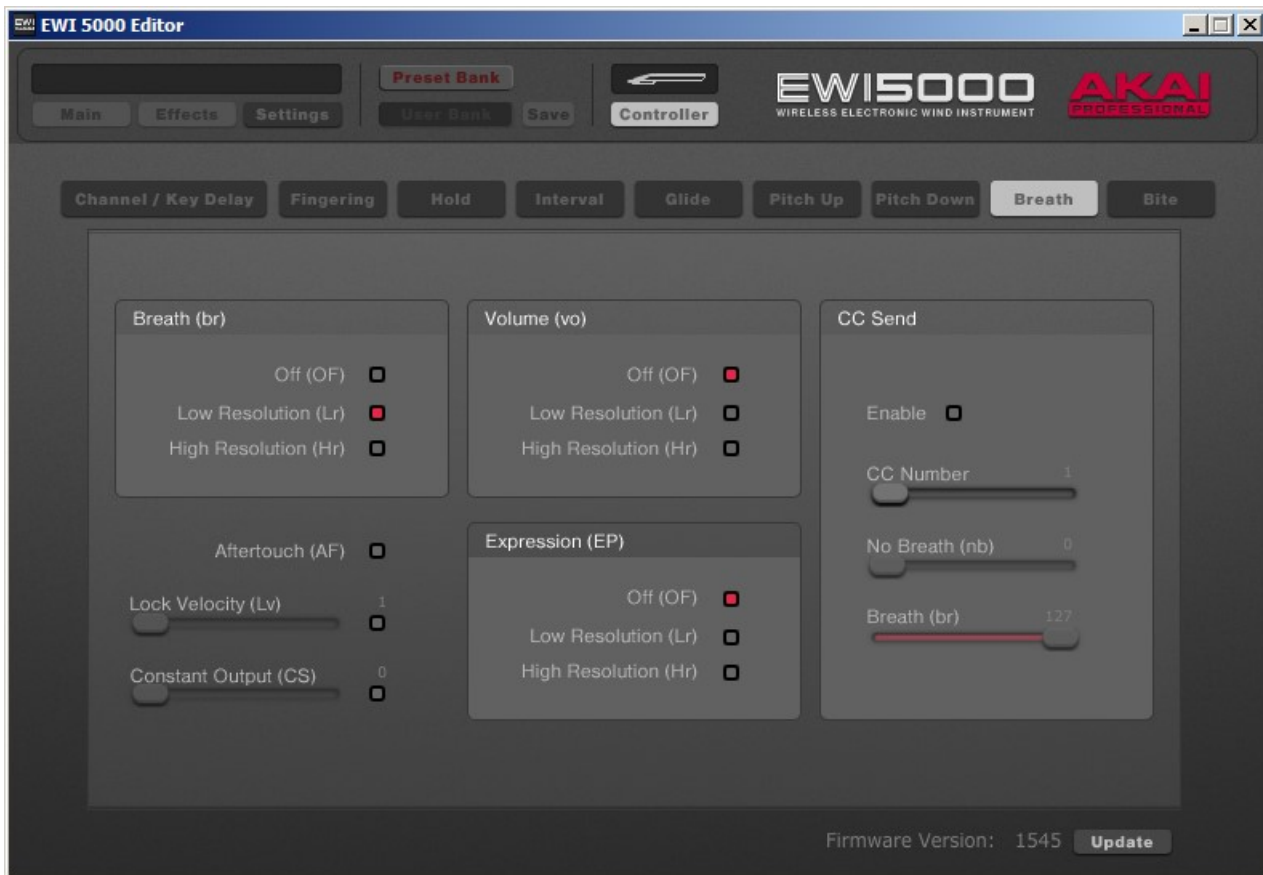 EWI 5000 Editor
Preset Bank
Main Effects Settings User Bank Save Controller
EWI5000
WIRELESS ELECTRONIC WIND INSTRUMENT
AKAI
PROFESSIONAL
Channel / Key Delay Fingering Hold Interval Glide Pitch Up Pitch Down Breath Bite
Breath (br)
Off (OF)
Low Resolution (Lr)
High Resolution (Hr)
Aftertouch (AF)
Lock Velocity (Lv) 1
Constant Output (CS) 0
Volume (vo)
Off (OF)
Low Resolution (Lr)
High Resolution (Hr)
Expression (EP)
Off (OF)
Low Resolution (Lr)
High Resolution (Hr)
CC Send
Enable
CC Number 1
No Breath (nb) 0
Breath (br) 127
Firmware Version: 1545 Update